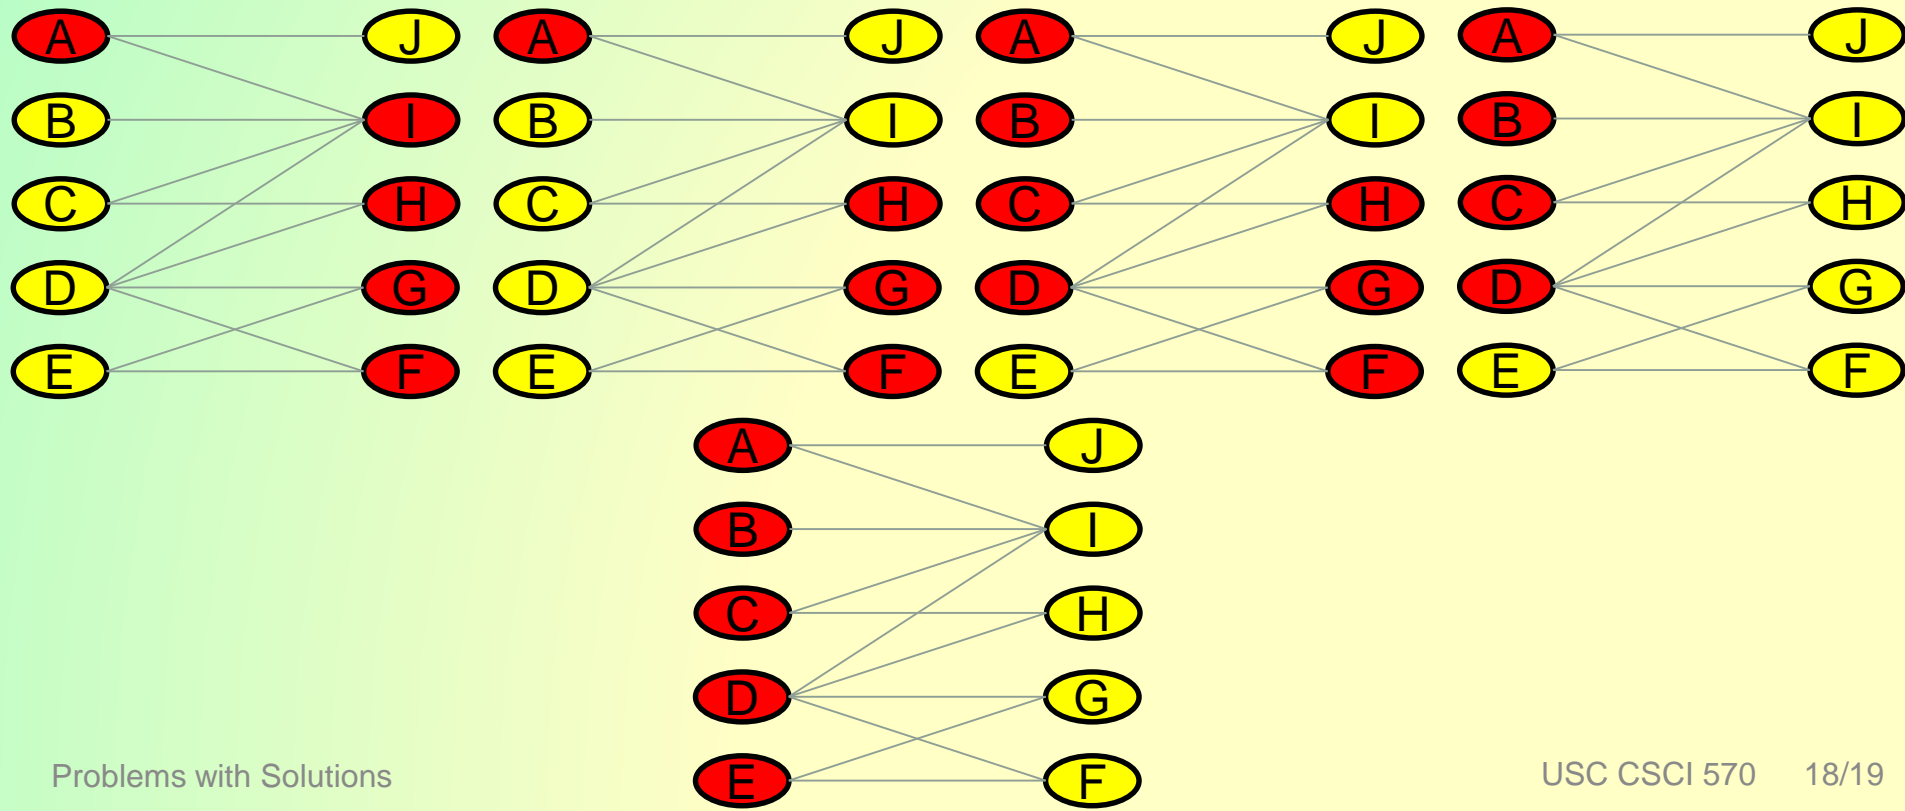 A J A J A J A J
B I B I B I B I
C H C H C H C H
D G D G D G D G
E F E F E F E F
A J
B I
C H
D G
E F
Problems with Solutions USC CSCI 570 18/19